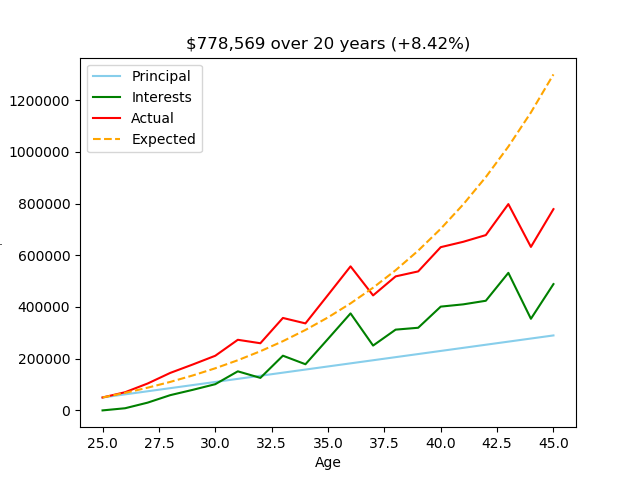 $778,569 over 20 years (+8.42%)
Principal
Interests
Actual
Expected
1200000
1000000
800000
600000
400000
200000
0
25.0 27.5 30.0 32.5 35.0 37.5 40.0 42.5 45.0
Age